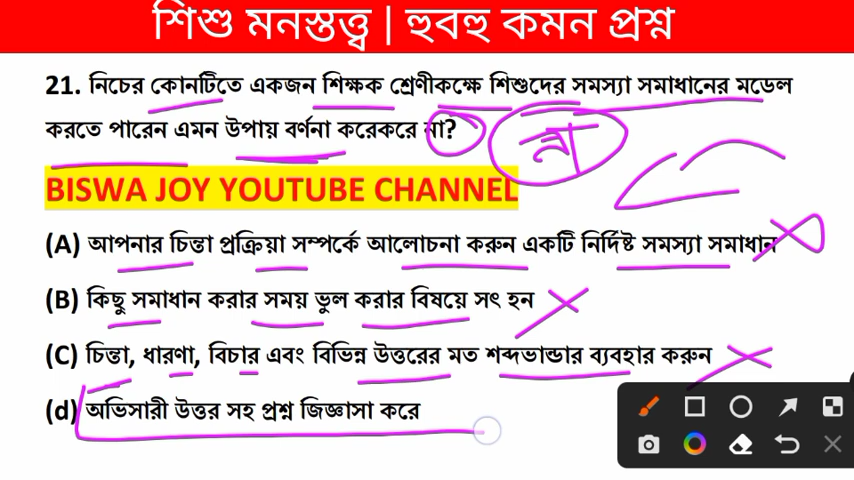 শিশু মনস্তত্ত্ব | হুবহু কমন প্রশ্ন
21. নিচের কোনটিতে একজন শিক্ষক শ্রেণীকক্ষে শিশুদের সমস্যা সমাধানের মডেল
করতে পারেন এমন উপায় বর্ণনা করেকরে না?
না
BISWA JOY YOUTUBE CHANNEL
(A) আপনার চিন্তা প্রক্রিয়া সম্পর্কে আলোচনা করুন একটি নির্দিষ্ট সমস্যা সমাধান
(B) কিছু সমাধান করার সময় ভুল করার বিষয়ে সৎ হন
(C) চিন্তা, ধারণা, বিচার এবং বিভিন্ন উত্তরের মত শব্দভান্ডার ব্যবহার করুন
(d) অভিসারী উত্তর সহ প্রশ্ন জিজ্ঞাসা করে